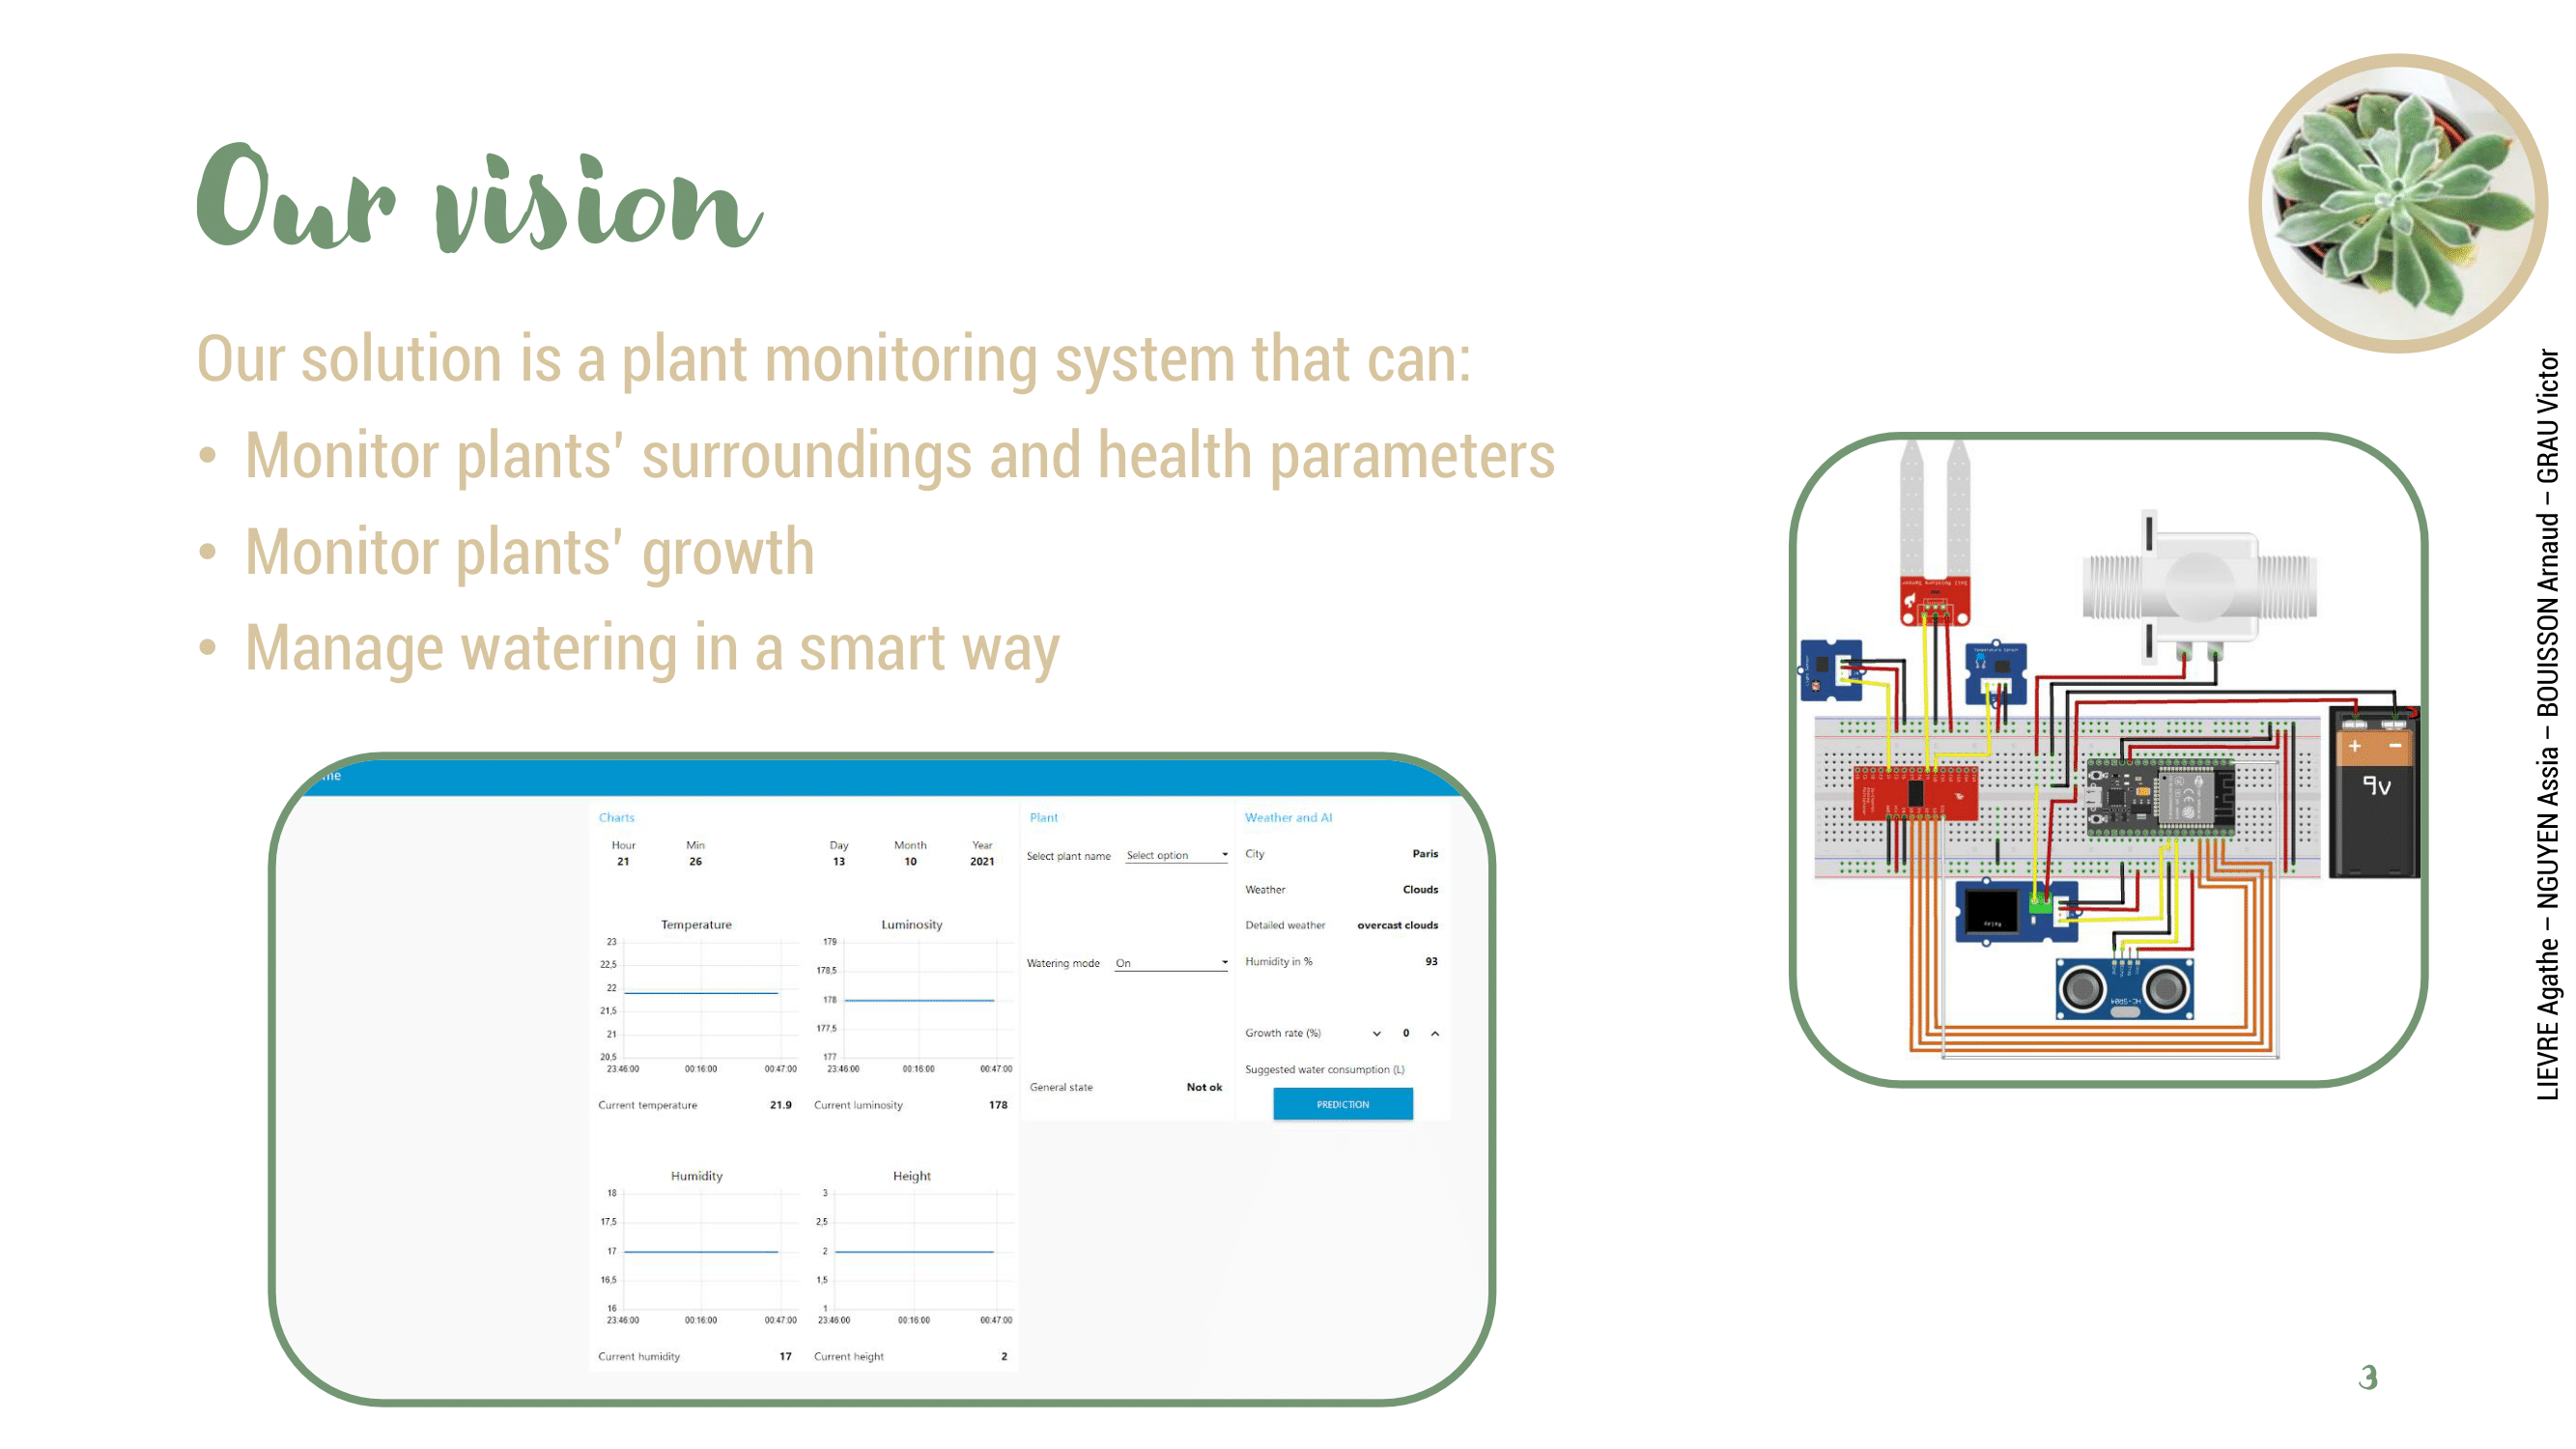 Our vision
Our solution is a plant monitoring system that can:
• Monitor plants' surroundings and health parameters
• Monitor plants' growth
• Manage watering in a smart way
LIEVRE Agathe – NGUYEN Assia – BOUISSON Arnaud – GRAU Victor
me
Charts
Hour Min Day Month Year
21 26 13 10 2021
Temperature
23
22,5
22
21,5
21
20,5
23:46:00 00:16:00 00:47:00
Current temperature 21.9
Luminosity
179
178,5
178
177,5
177
23:46:00 00:16:00 00:47:00
Current luminosity 178
Humidity
18
17,5
17
16,5
16
23:46:00 00:16:00 00:47:00
Current humidity 17
Height
3
2,5
2
1,5
1
23:46:00 00:16:00 00:47:00
Current height 2
Plant
Select plant name Select option
Watering mode On
General state Not ok
Weather and AI
City Paris
Weather Clouds
Detailed weather overcast clouds
Humidity in % 93
Growth rate (%) 0
Suggested water consumption (L)
PREDICTION
Soil Moisture Sensor
Temperature Sensor
+ −
9v
HC-SR04
3